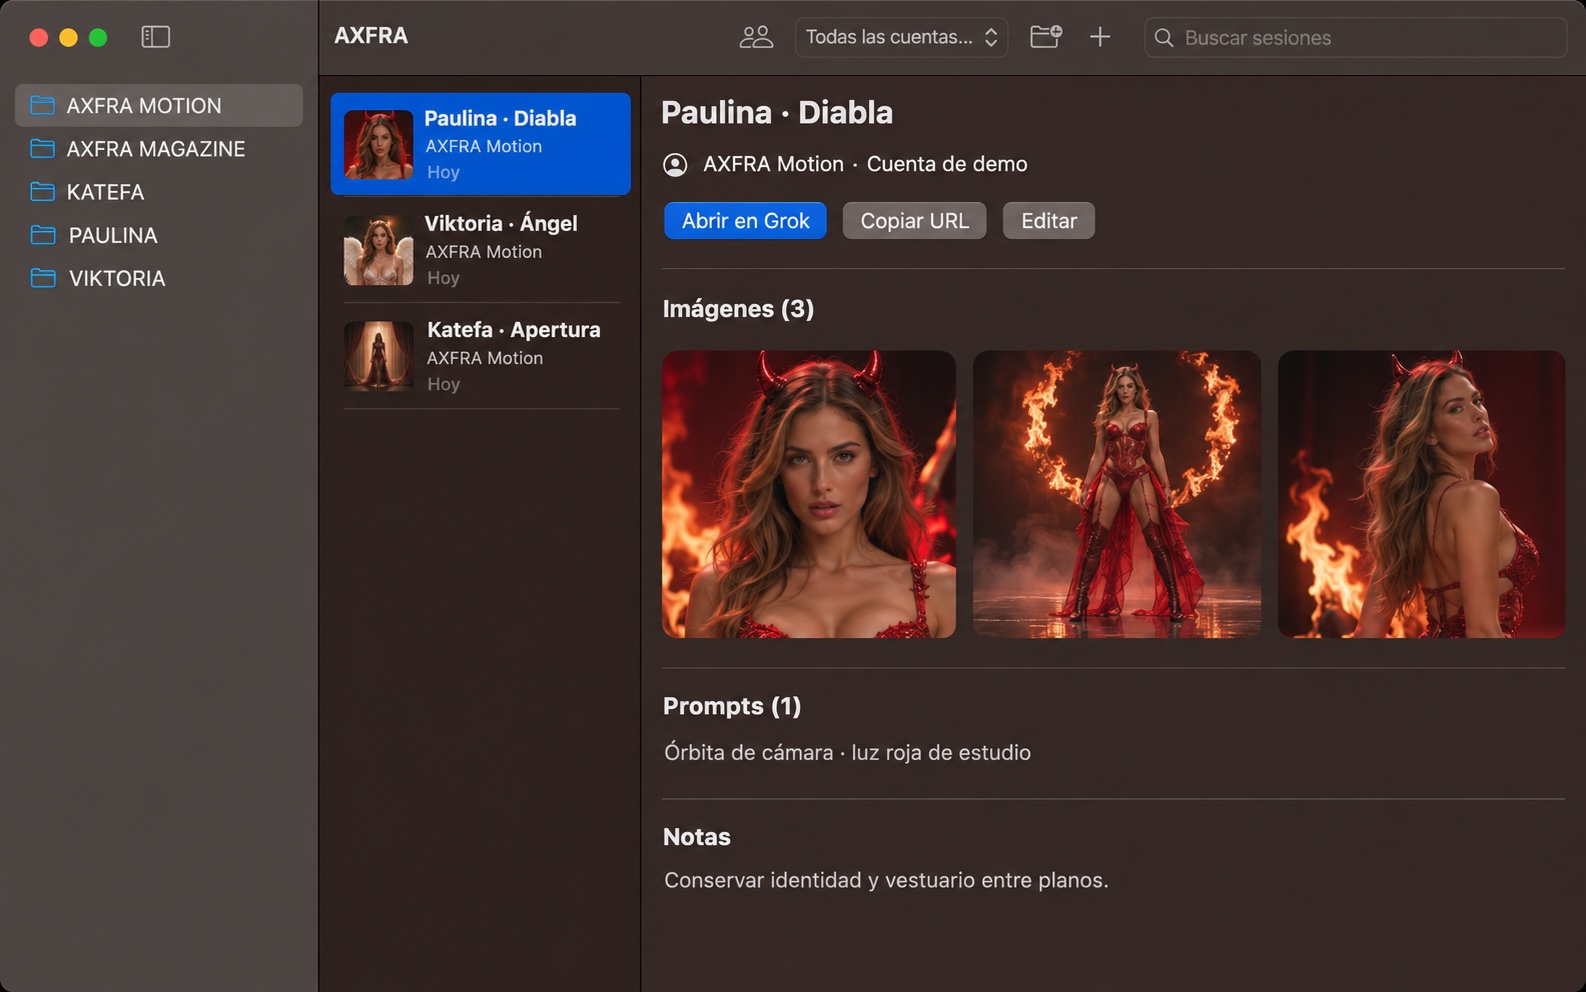 AXFRA
Todas las cuentas...
Buscar sesiones
AXFRA MOTION
AXFRA MAGAZINE
KATEFA
PAULINA
VIKTORIA
Paulina · Diabla
AXFRA Motion
Hoy
Viktoria · Ángel
AXFRA Motion
Hoy
Katefa · Apertura
AXFRA Motion
Hoy
Paulina · Diabla
AXFRA Motion · Cuenta de demo
Abrir en Grok
Copiar URL
Editar
Imágenes (3)
Prompts (1)
Órbita de cámara · luz roja de estudio
Notas
Conservar identidad y vestuario entre planos.